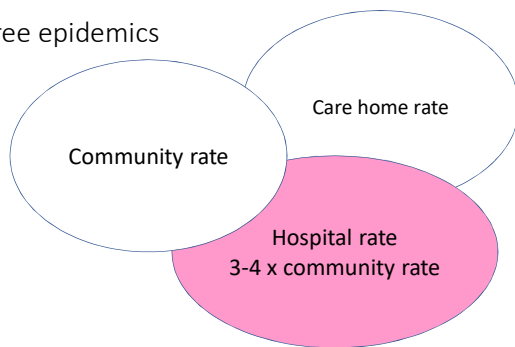 ree epidemics
Care home rate
Community rate
Hospital rate
3-4 x community rate